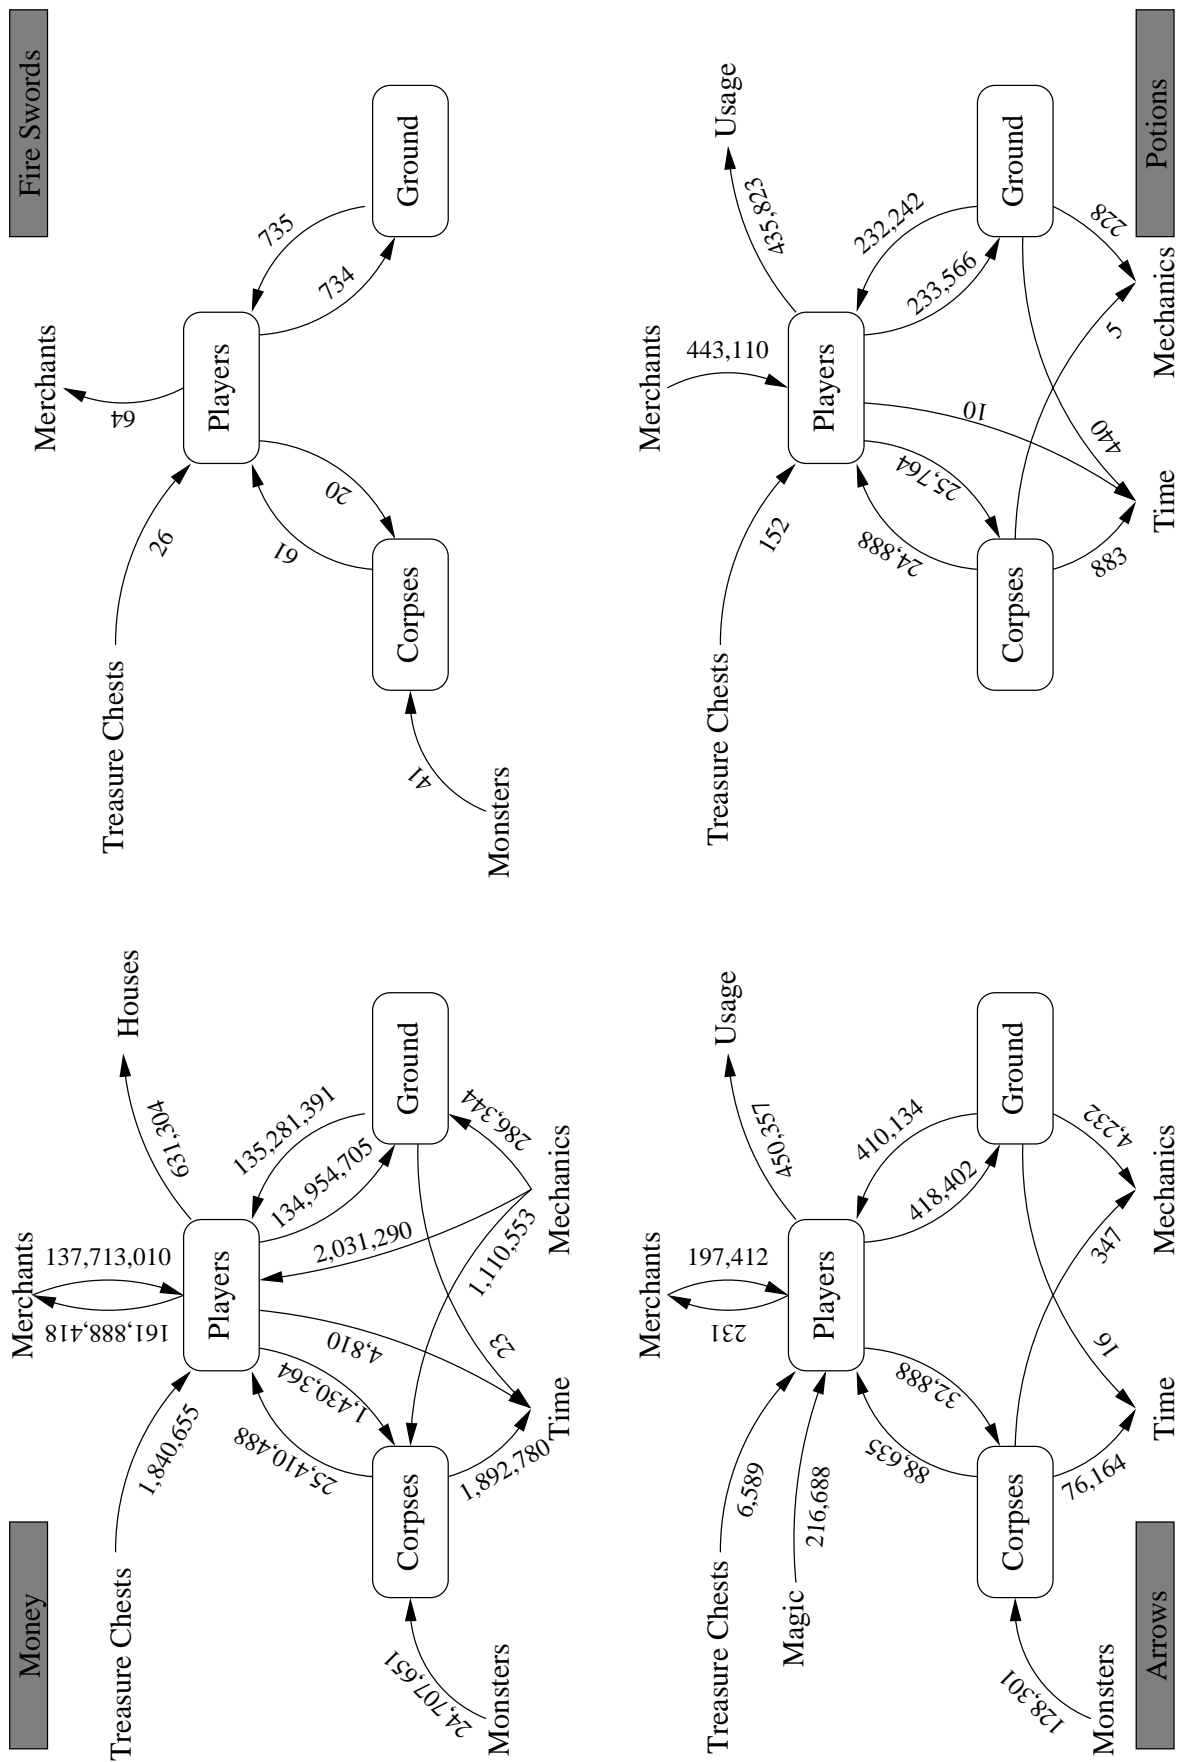 Money
Treasure Chests
1,840,655
Merchants
161,888,418
137,713,010
Houses
631,304
Players
25,410,488
1,430,364
4,810
2,031,290
134,954,705
135,281,391
Monsters
24,707,651
Corpses
Ground
1,892,780
Time
23
1,110,553
286,344
Mechanics
Fire Swords
Treasure Chests
26
Merchants
64
Players
61
20
734
735
Monsters
41
Corpses
Ground
Arrows
Treasure Chests
6,589
Magic
216,688
Merchants
231
197,412
Usage
450,357
Players
88,635
32,888
418,402
410,134
Monsters
128,301
Corpses
Ground
76,164
Time
16
347
4,232
Mechanics
Potions
Treasure Chests
152
Merchants
443,110
Usage
435,823
Players
24,888
25,764
10
233,566
232,242
Corpses
Ground
883
Time
440
5
228
Mechanics